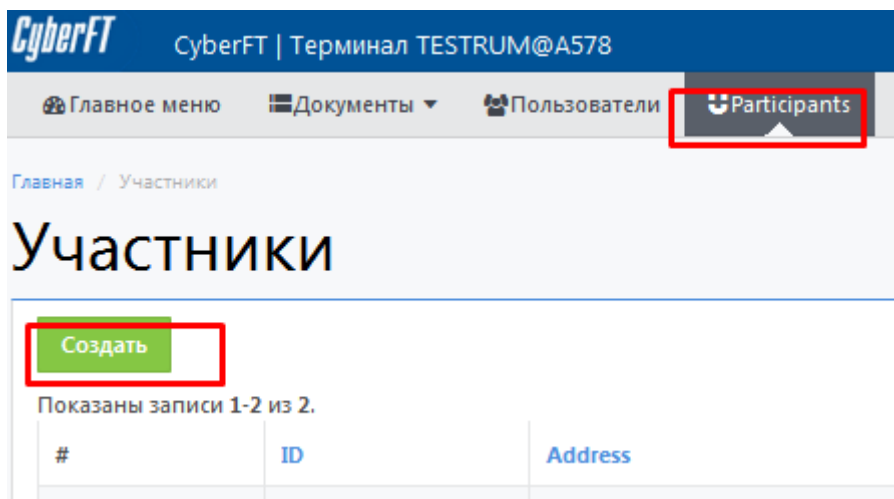 CyberFT CyberFT | Терминал TESTRUM@A578
Главное меню Документы Пользователи Participants
Главная / Участники
Участники
Создать
Показаны записи 1-2 из 2.
# ID Address